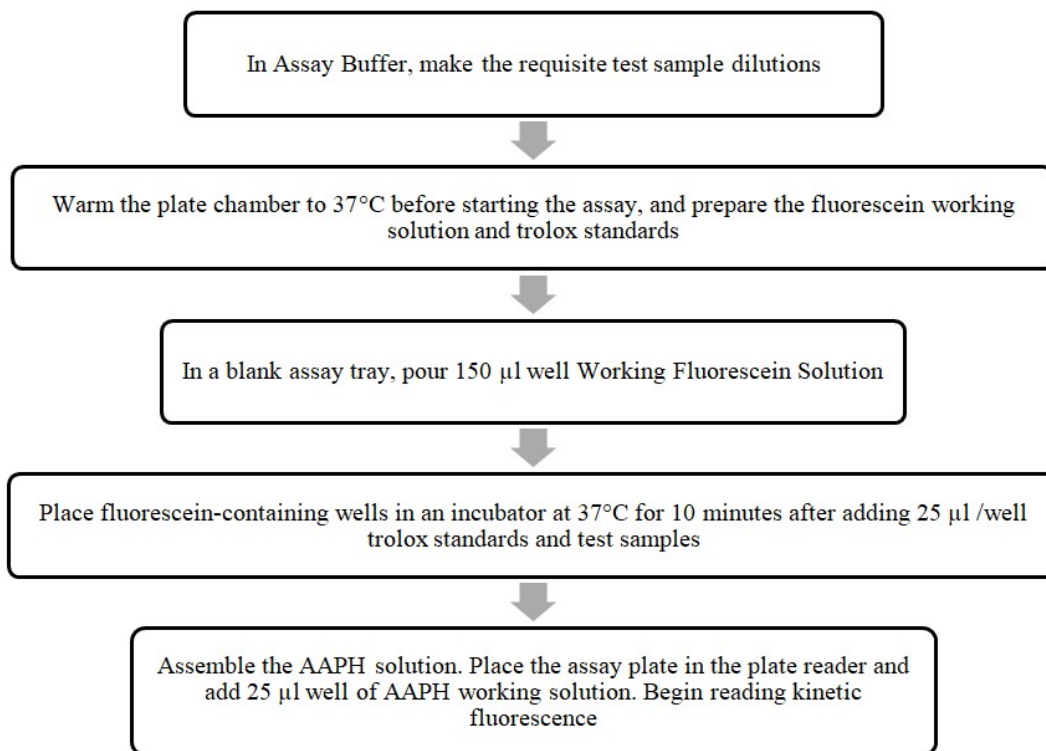 In Assay Buffer, make the requisite test sample dilutions
Warm the plate chamber to 37°C before starting the assay, and prepare the fluorescein working
solution and trolox standards
In a blank assay tray, pour 150 µl well Working Fluorescein Solution
Place fluorescein-containing wells in an incubator at 37°C for 10 minutes after adding 25 µl /well
trolox standards and test samples
Assemble the AAPH solution. Place the assay plate in the plate reader and
add 25 µl well of AAPH working solution. Begin reading kinetic
fluorescence